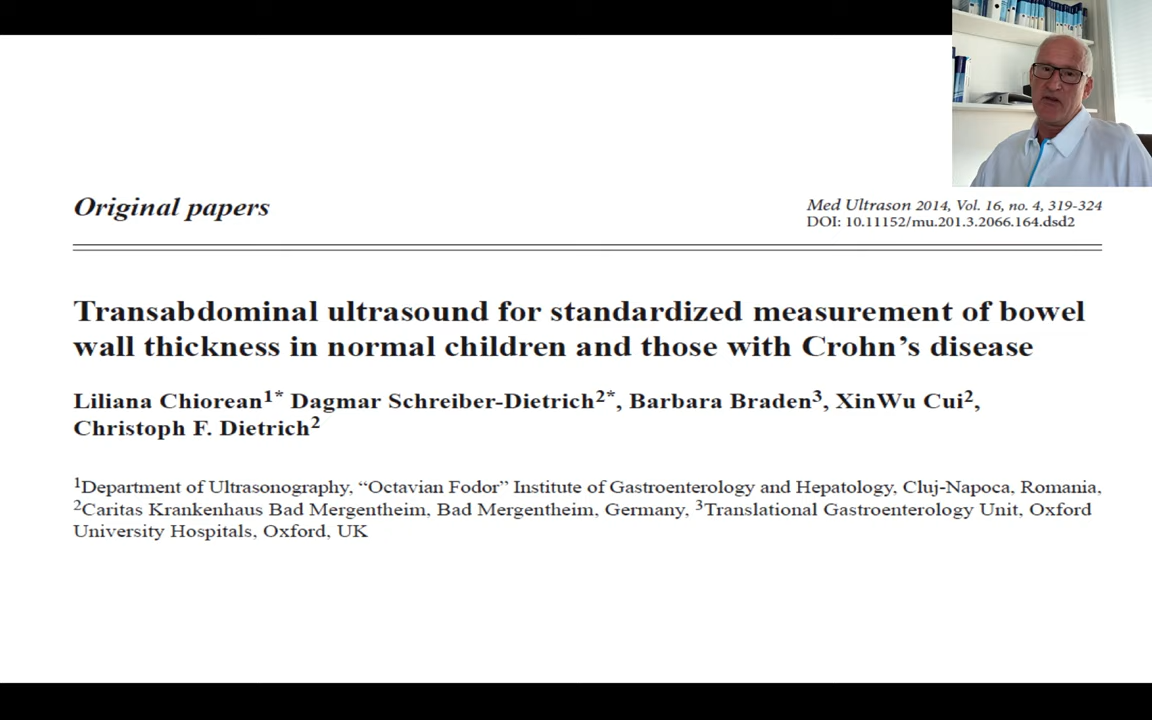 Original papers
Med Ultrason 2014, Vol. 16, no. 4, 319-324
DOI: 10.11152/mu.201.3.2066.164.dsd2
Transabdominal ultrasound for standardized measurement of bowel
wall thickness in normal children and those with Crohn’s disease
Liliana Chiorean1* Dagmar Schreiber-Dietrich2*, Barbara Braden3, XinWu Cui2,
Christoph F. Dietrich2
1Department of Ultrasonography, “Octavian Fodor” Institute of Gastroenterology and Hepatology, Cluj-Napoca, Romania,
2Caritas Krankenhaus Bad Mergentheim, Bad Mergentheim, Germany, 3Translational Gastroenterology Unit, Oxford
University Hospitals, Oxford, UK